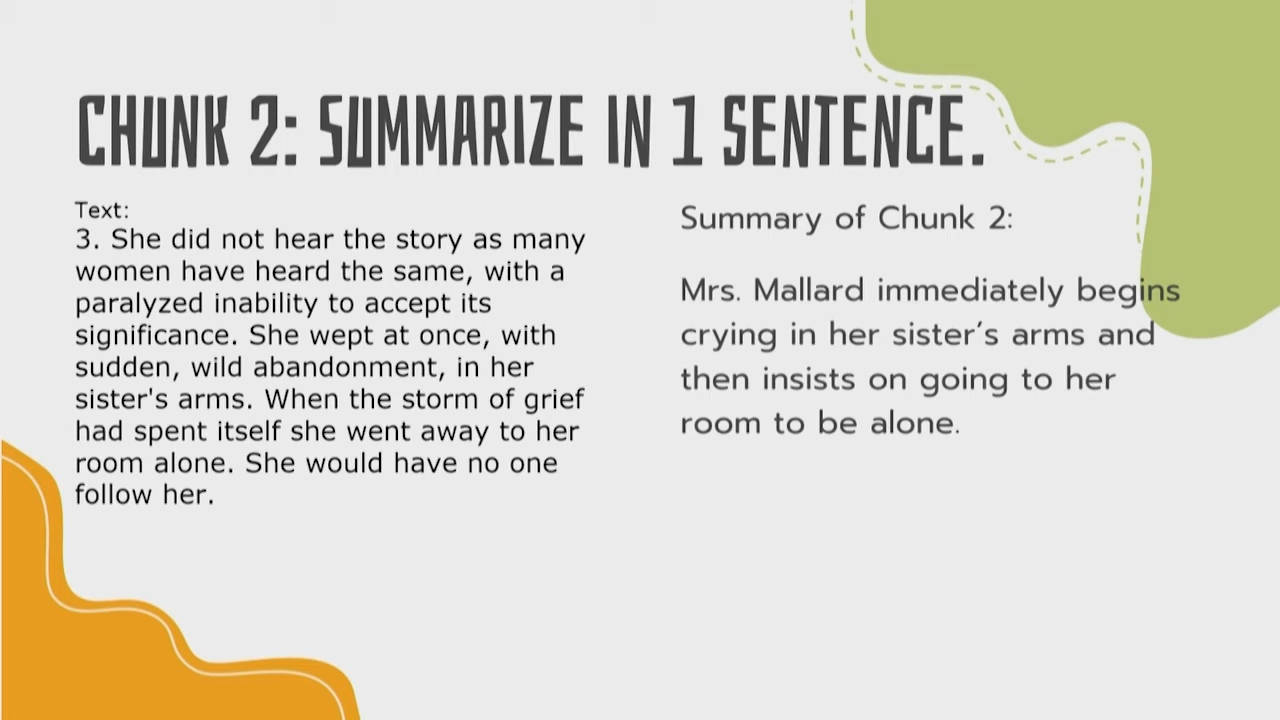 CHUNK 2: SUMMARIZE IN 1 SENTENCE.
Text:
3. She did not hear the story as many
women have heard the same, with a
paralyzed inability to accept its
significance. She wept at once, with
sudden, wild abandonment, in her
sister's arms. When the storm of grief
had spent itself she went away to her
room alone. She would have no one
follow her.
Summary of Chunk 2:
Mrs. Mallard immediately begins
crying in her sister’s arms and
then insists on going to her
room to be alone.